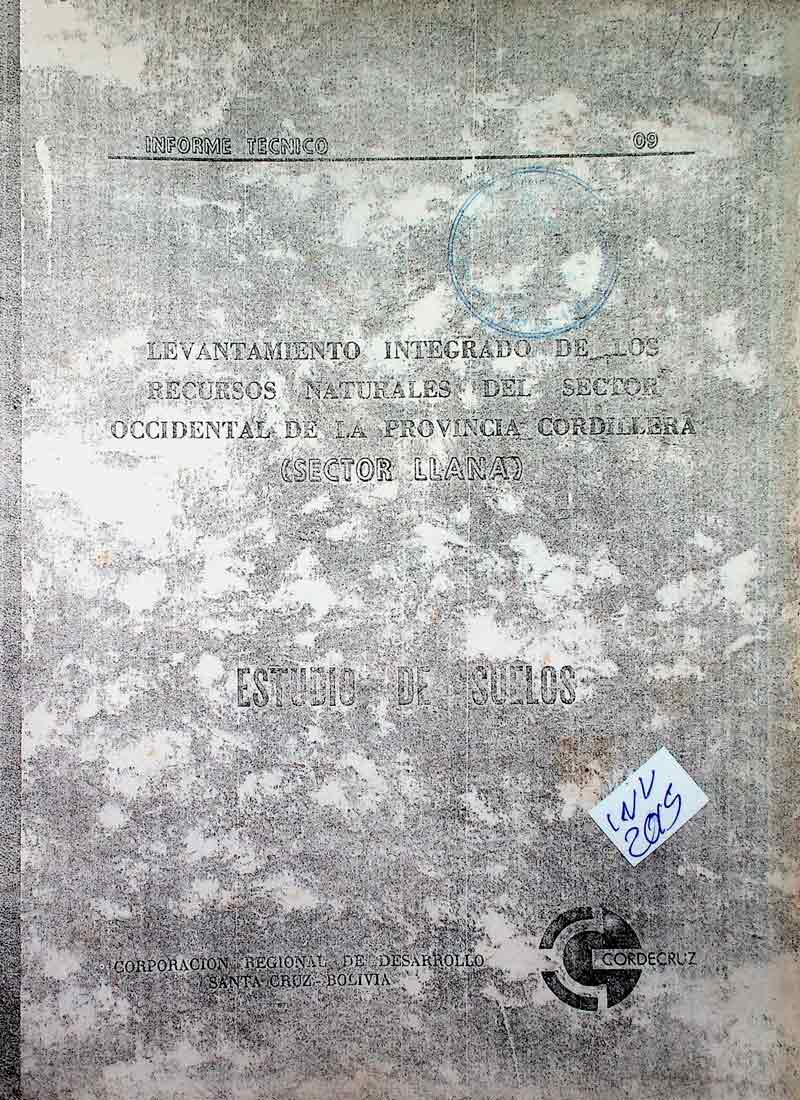 INFORME TECNICO 09
LEVANTAMIENTO INTEGRADO DE LOS
RECURSOS NATURALES DEL SECTOR
OCCIDENTAL DE LA PROVINCIA CORDILLERA
(SECTOR LLANA)
ESTUDIO DE SUELOS
INV
2015
CORPORACION REGIONAL DE DESARROLLO
SANTA CRUZ - BOLIVIA
CORDECRUZ